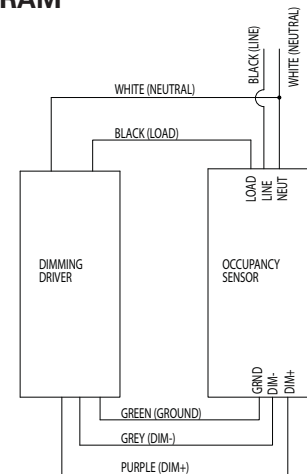 RAM
BLACK (LINE)
WHITE (NEUTRAL)
WHITE (NEUTRAL)
BLACK (LOAD)
LOAD
LINE
NEUT
DIMMING
DRIVER
OCCUPANCY
SENSOR
GRND
DIM-
DIM+
GREEN (GROUND)
GREY (DIM-)
PURPLE (DIM+)